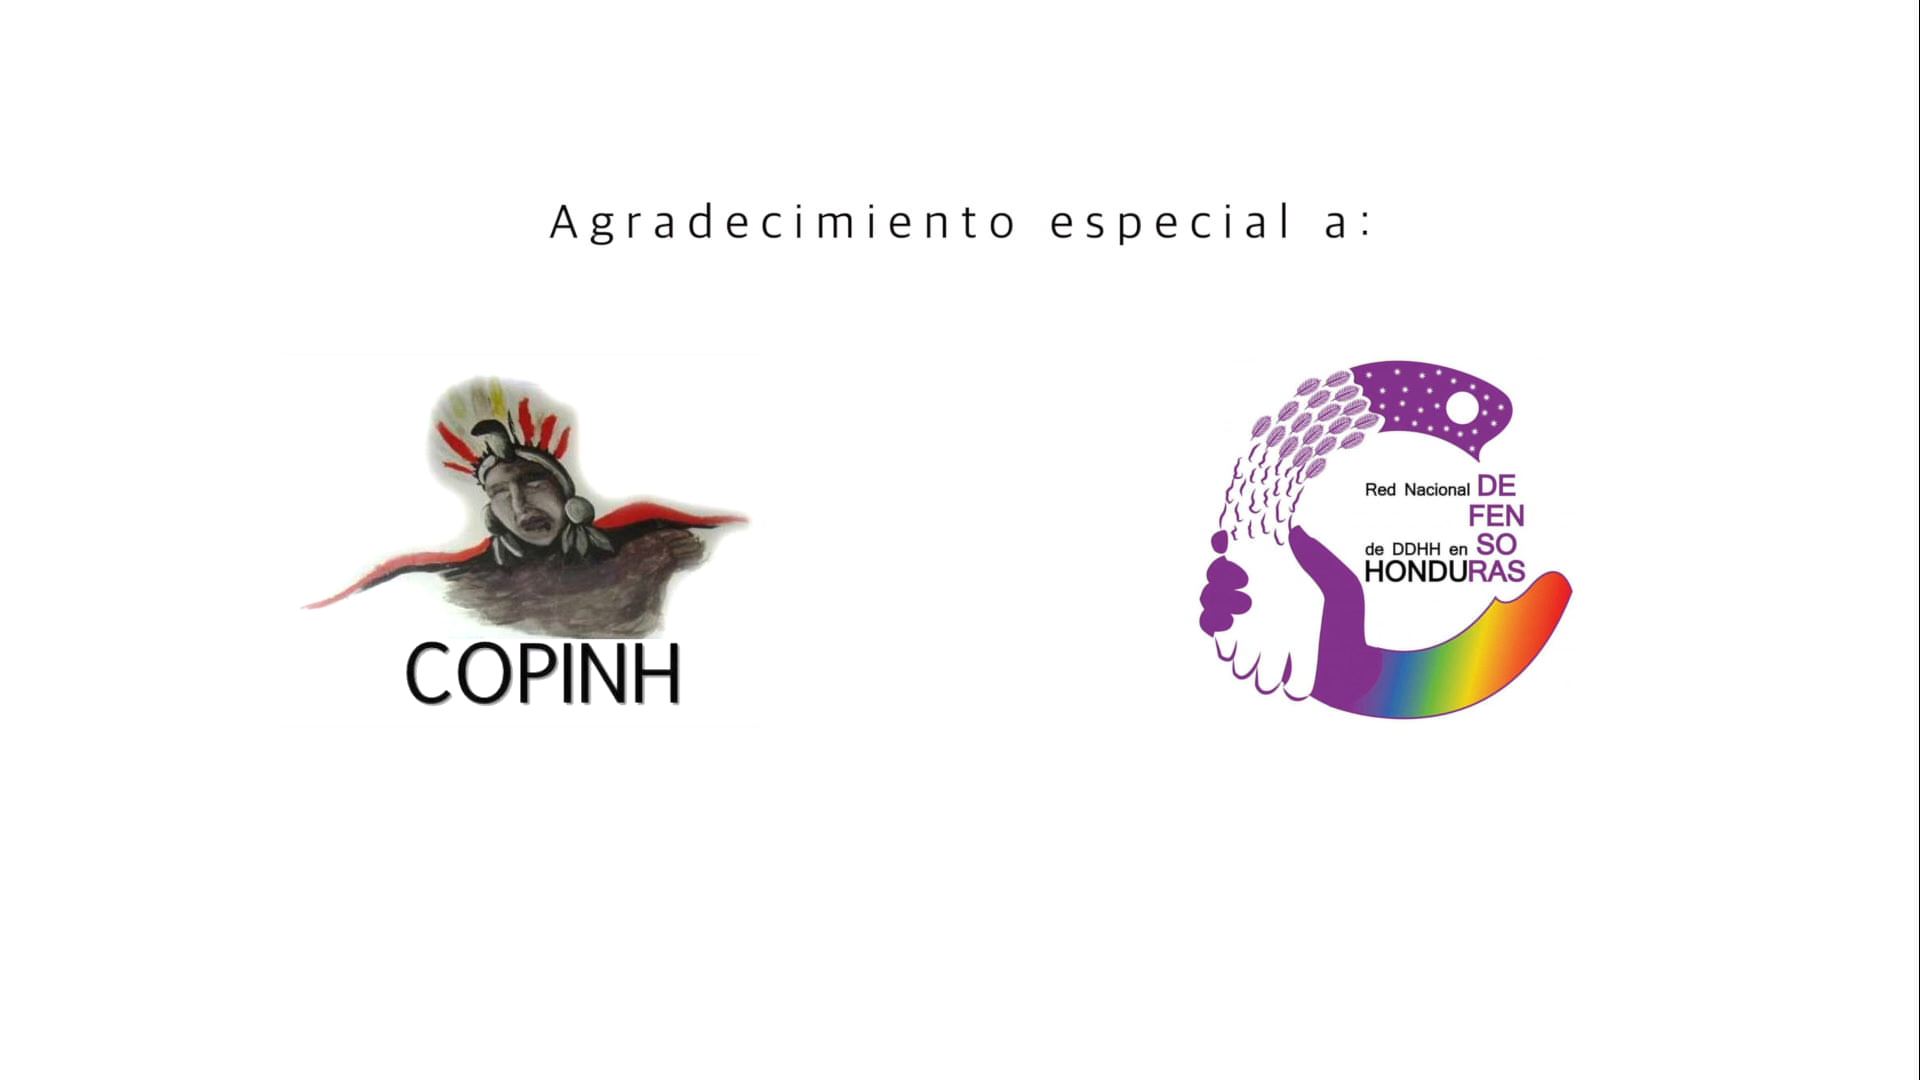 Agradecimiento especial a:
COPINH
Red Nacional DE
FEN
de DDHH en SO
HONDURAS